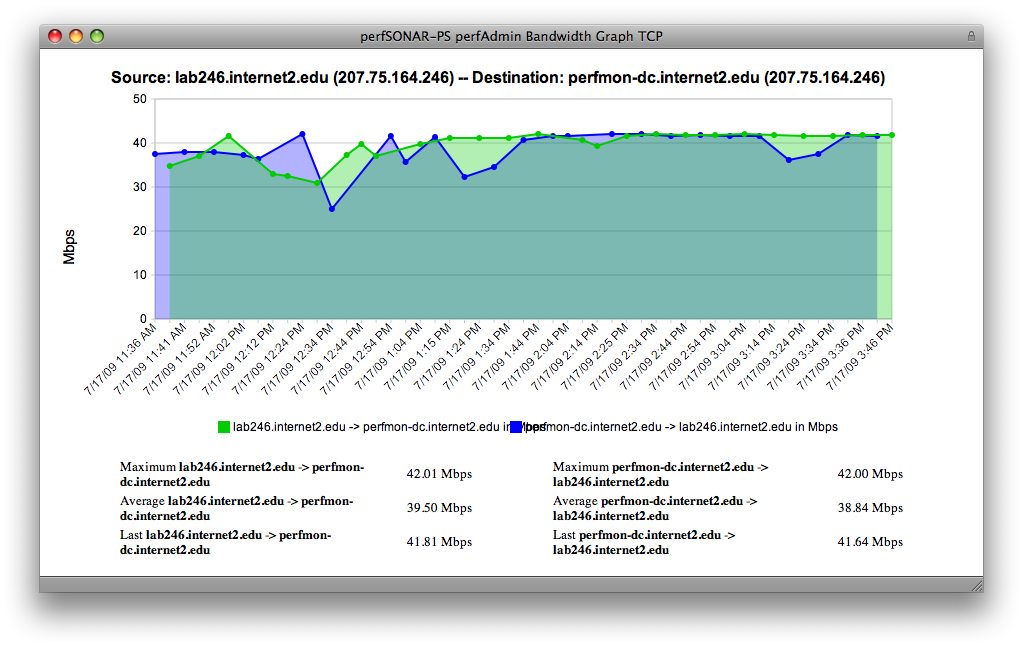 perfSONAR-PS perfAdmin Bandwidth Graph TCP
Source: lab246.internet2.edu (207.75.164.246) -- Destination: perfmon-dc.internet2.edu (207.75.164.246)
50
40
30
20
10
0
Mbps
7/17/09 11:36 AM
7/17/09 11:41 AM
7/17/09 11:52 AM
7/17/09 12:02 PM
7/17/09 12:12 PM
7/17/09 12:24 PM
7/17/09 12:34 PM
7/17/09 12:44 PM
7/17/09 12:54 PM
7/17/09 1:04 PM
7/17/09 1:15 PM
7/17/09 1:24 PM
7/17/09 1:34 PM
7/17/09 1:44 PM
7/17/09 2:04 PM
7/17/09 2:14 PM
7/17/09 2:25 PM
7/17/09 2:34 PM
7/17/09 2:44 PM
7/17/09 2:54 PM
7/17/09 3:04 PM
7/17/09 3:14 PM
7/17/09 3:24 PM
7/17/09 3:34 PM
7/17/09 3:36 PM
7/17/09 3:46 PM
lab246.internet2.edu -> perfmon-dc.internet2.edu in Mbps
perfmon-dc.internet2.edu -> lab246.internet2.edu in Mbps
Maximum lab246.internet2.edu -> perfmon-
dc.internet2.edu
42.01 Mbps
Maximum perfmon-dc.internet2.edu ->
lab246.internet2.edu
42.00 Mbps
Average lab246.internet2.edu -> perfmon-
dc.internet2.edu
39.50 Mbps
Average perfmon-dc.internet2.edu ->
lab246.internet2.edu
38.84 Mbps
Last lab246.internet2.edu -> perfmon-
dc.internet2.edu
41.81 Mbps
Last perfmon-dc.internet2.edu ->
lab246.internet2.edu
41.64 Mbps